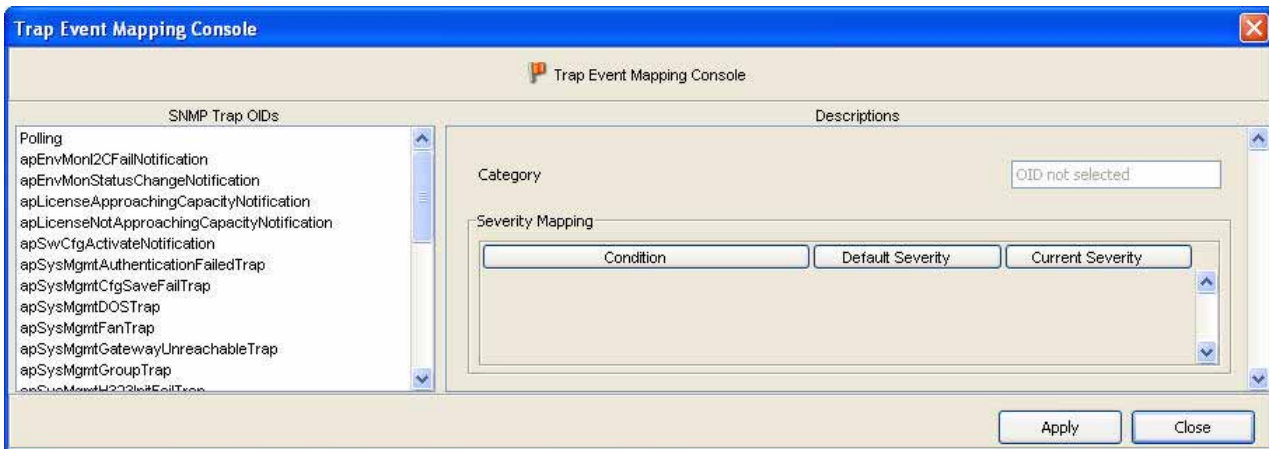 Trap Event Mapping Console
Trap Event Mapping Console
SNMP Trap OIDs
Descriptions
Polling
apEnvMonI2CFailNotification
apEnvMonStatusChangeNotification
apLicenseApproachingCapacityNotification
apLicenseNotApproachingCapacityNotification
apSwCfgActivateNotification
apSysMgmtAuthenticationFailedTrap
apSysMgmtCfgSaveFailTrap
apSysMgmtDOSTrap
apSysMgmtFanTrap
apSysMgmtGatewayUnreachableTrap
apSysMgmtGroupTrap
apSysMgmtH323InitFailTrap
Category
OID not selected
Severity Mapping
Condition
Default Severity
Current Severity
Apply
Close